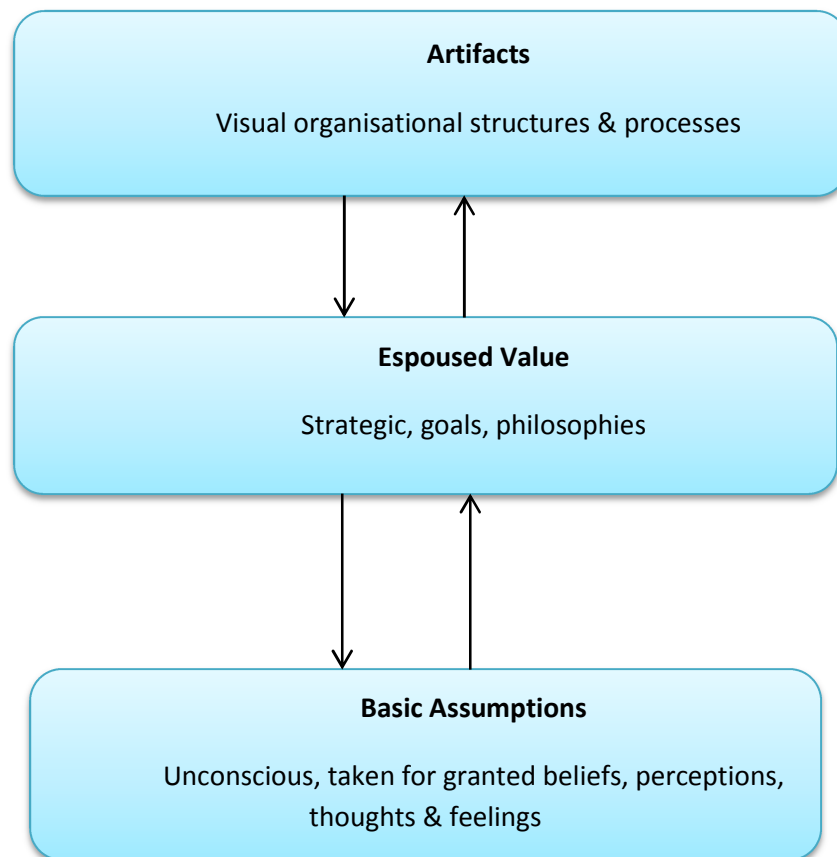 Artifacts
Visual organisational structures & processes
Espoused Value
Strategic, goals, philosophies
Basic Assumptions
Unconscious, taken for granted beliefs, perceptions,
thoughts & feelings